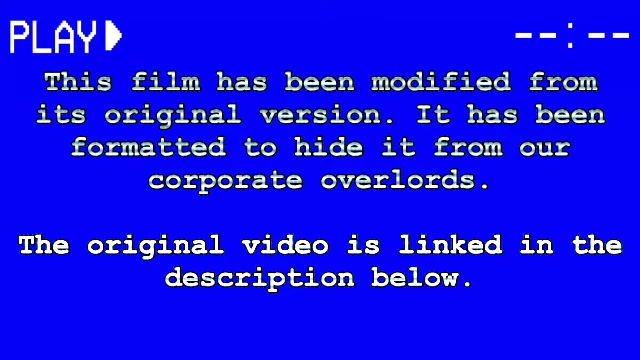 PLAY --:--
This film has been modified from
its original version. It has been
formatted to hide it from our
corporate overlords.
The original video is linked in the
description below.